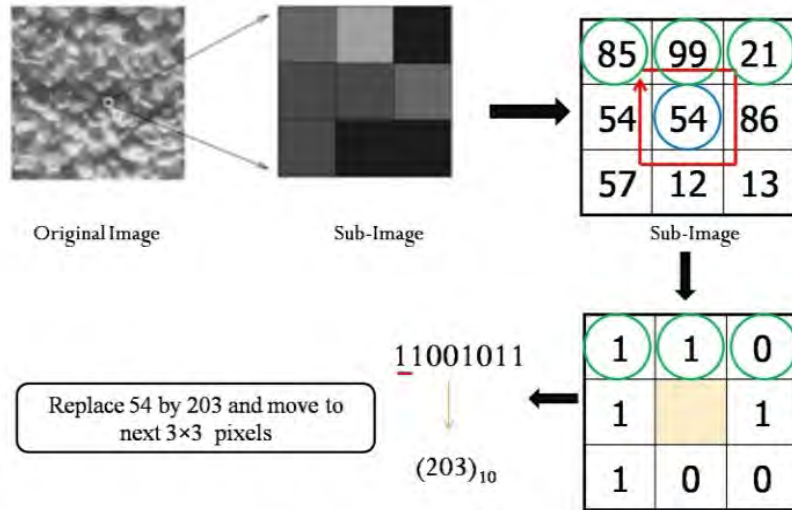 85 99 21
54 54 86
57 12 13
Original Image
Sub-Image
Sub-Image
1 1 0
1 1
1 0 0
11001011
(203)10
Replace 54 by 203 and move to
next 3×3 pixels